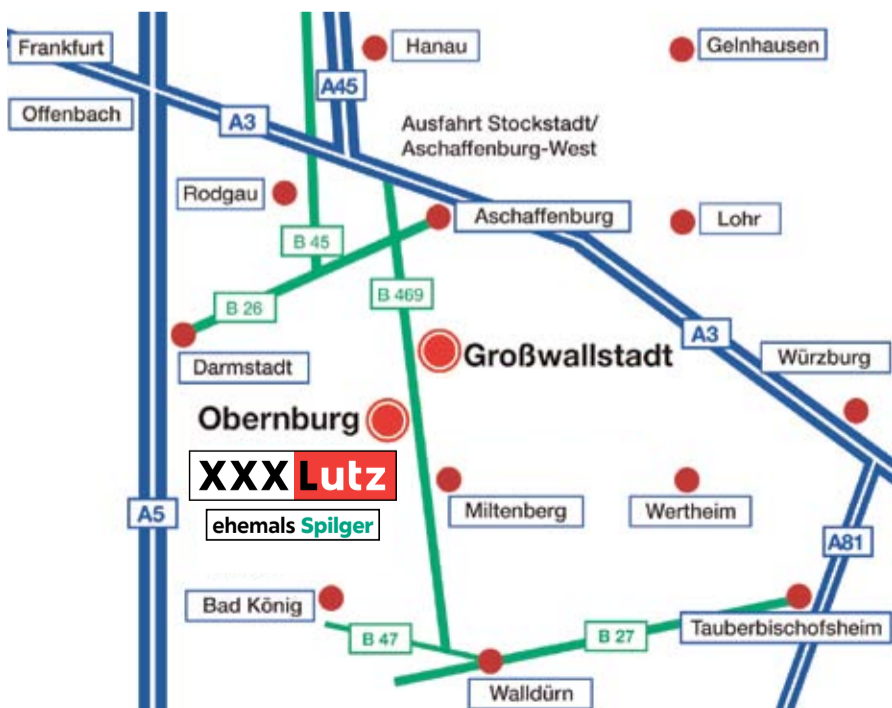 Frankfurt
Hanau
Gelnhausen
A45
Offenbach
A3
Ausfahrt Stockstadt/
Aschaffenburg-West
Rodgau
Aschaffenburg
Lohr
B 45
B 26
B 469
A3
Großwallstadt
Würzburg
Darmstadt
Obernburg
XXXLutz
ehemals Spilger
A5
Miltenberg
Wertheim
A81
Bad König
B 47
B 27
Tauberbischofsheim
Walldürn